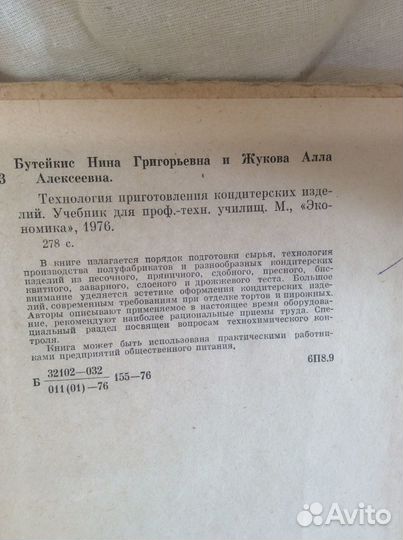 Бутейкис Нина Григорьевна и Жукова Алла
З Алексеевна.
Технология приготовления кондитерских изде-
лий. Учебник для проф.-техн. училищ. М., «Эко-
номика», 1976.
278 с.
В книге излагается порядок подготовки сырья, технология
производства полуфабрикатов и разнообразных кондитерских
изделий из песочного, пряничного, сдобного, пресного, бис-
квитного, заварного, слоеного и дрожжевого теста. Большое
внимание уделяется эстетике оформления кондитерских изде-
лий, современным требованиям при отделке тортов и пирожных.
Авторы описывают применяемое в настоящее время оборудова-
ние, рекомендуют наиболее рациональные приемы труда. Спе-
циальный раздел посвящен вопросам технохимического кон-
троля.
Книга может быть использована практическими работни-
ками предприятий общественного питания.
6П8.9
Б 32102—032
011(01)—76 155—76
Avito